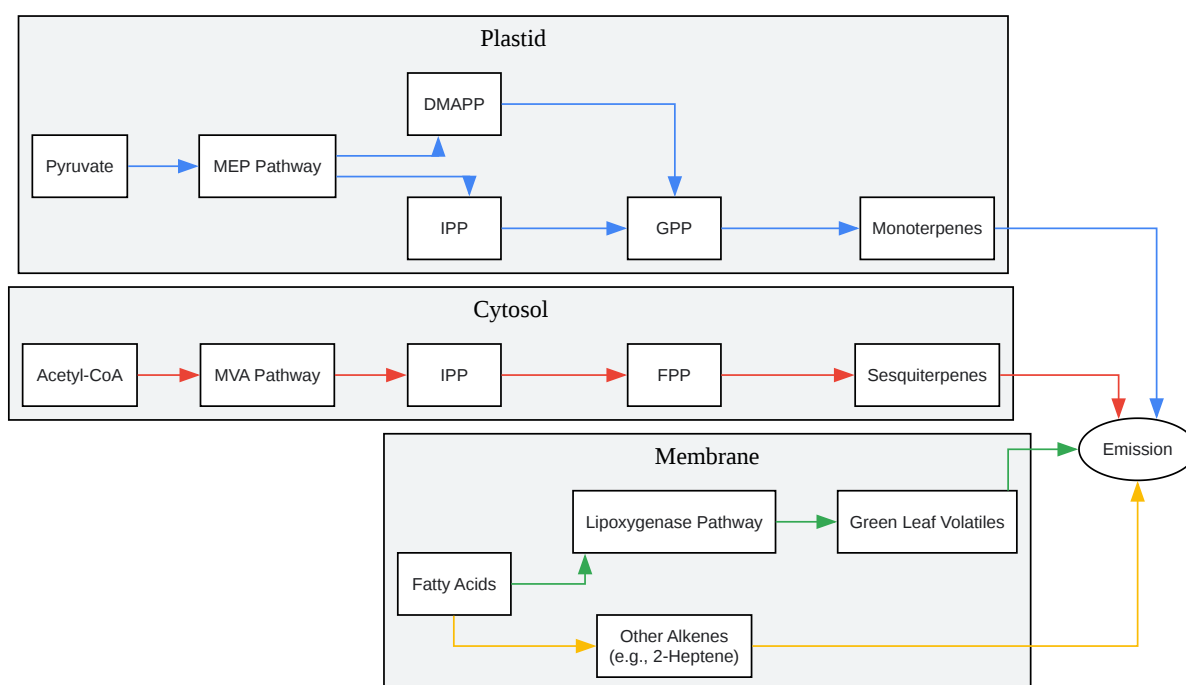 Plastid
DMAPP
Pyruvate
MEP Pathway
IPP
GPP
Monoterpenes
Cytosol
Acetyl-CoA
MVA Pathway
IPP
FPP
Sesquiterpenes
Emission
Membrane
Lipoxygenase Pathway
Green Leaf Volatiles
Fatty Acids
Other Alkenes
(e.g., 2-Heptene)